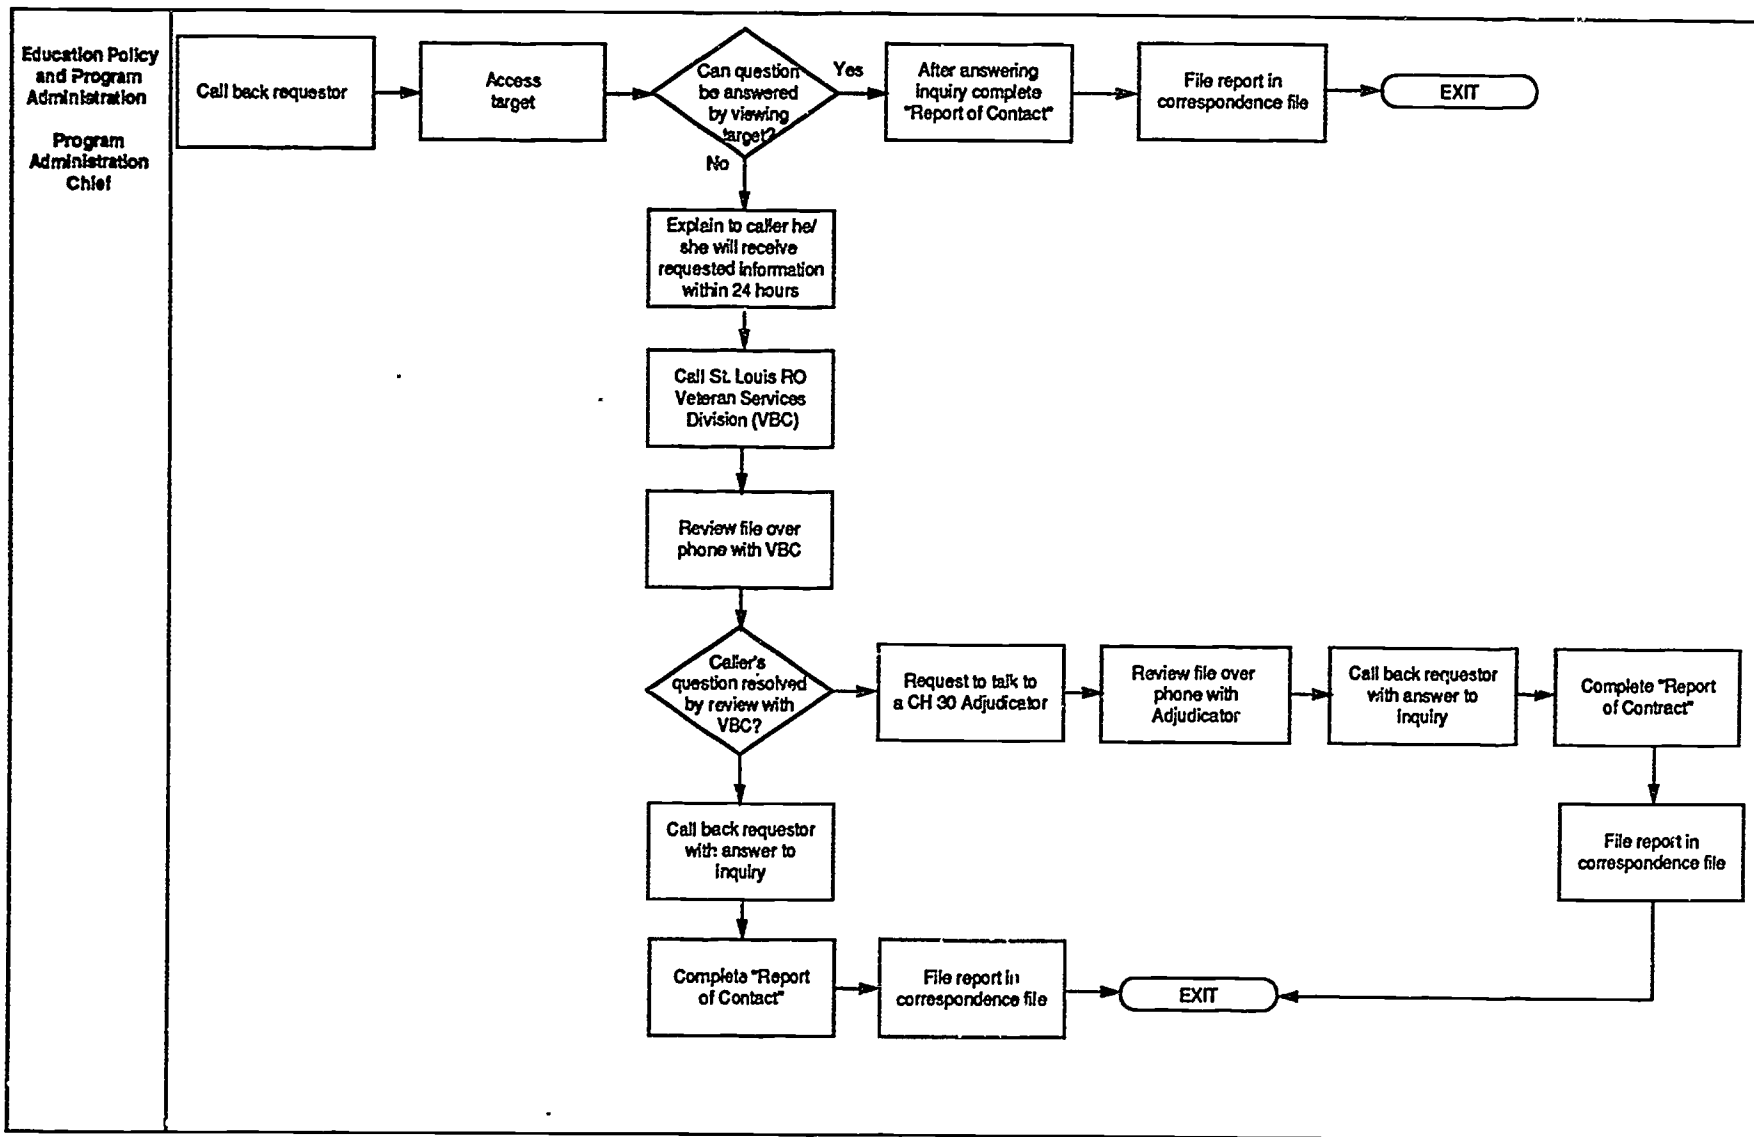 Education Policy
and Program
Administration
Program
Administration
Chief
Call back requestor
Access
target
Can question
be answered
by viewing
target?
Yes
No
After answering
inquiry complete
"Report of Contact"
File report in
correspondence file
EXIT
Explain to caller he/
she will receive
requested information
within 24 hours
Call St. Louis RO
Veteran Services
Division (VBC)
Review file over
phone with VBC
Caller's
question resolved
by review with
VBC?
Request to talk to
a CH 30 Adjudicator
Review file over
phone with
Adjudicator
Call back requestor
with answer to
inquiry
Complete "Report
of Contract"
File report in
correspondence file
Call back requestor
with answer to
inquiry
Complete "Report
of Contact"
File report in
correspondence file
EXIT